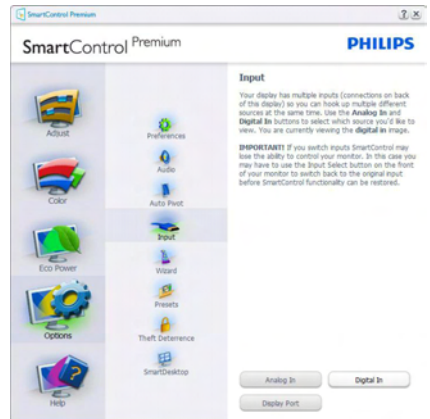 SmartControl Premium
SmartControl Premium
PHILIPS
Adjust
Color
Eco Power
Options
Help
Preferences
Audio
Auto Pivot
Input
Wizard
Presets
Theft Deterrence
SmartDesktop
Input
Your display has multiple inputs (connections on back
of this display) so you can hook up multiple different
sources at the same time. Use the Analog In and
Digital In buttons to select which source you'd like to
view. You are currently viewing the digital in image.
IMPORTANT! If you switch inputs SmartControl may
lose the ability to control your monitor. In this case you
may have to use the Input Select button on the front
of your monitor to switch back to the original input
before SmartControl functionality can be restored.
Analog In
Digital In
Display Port